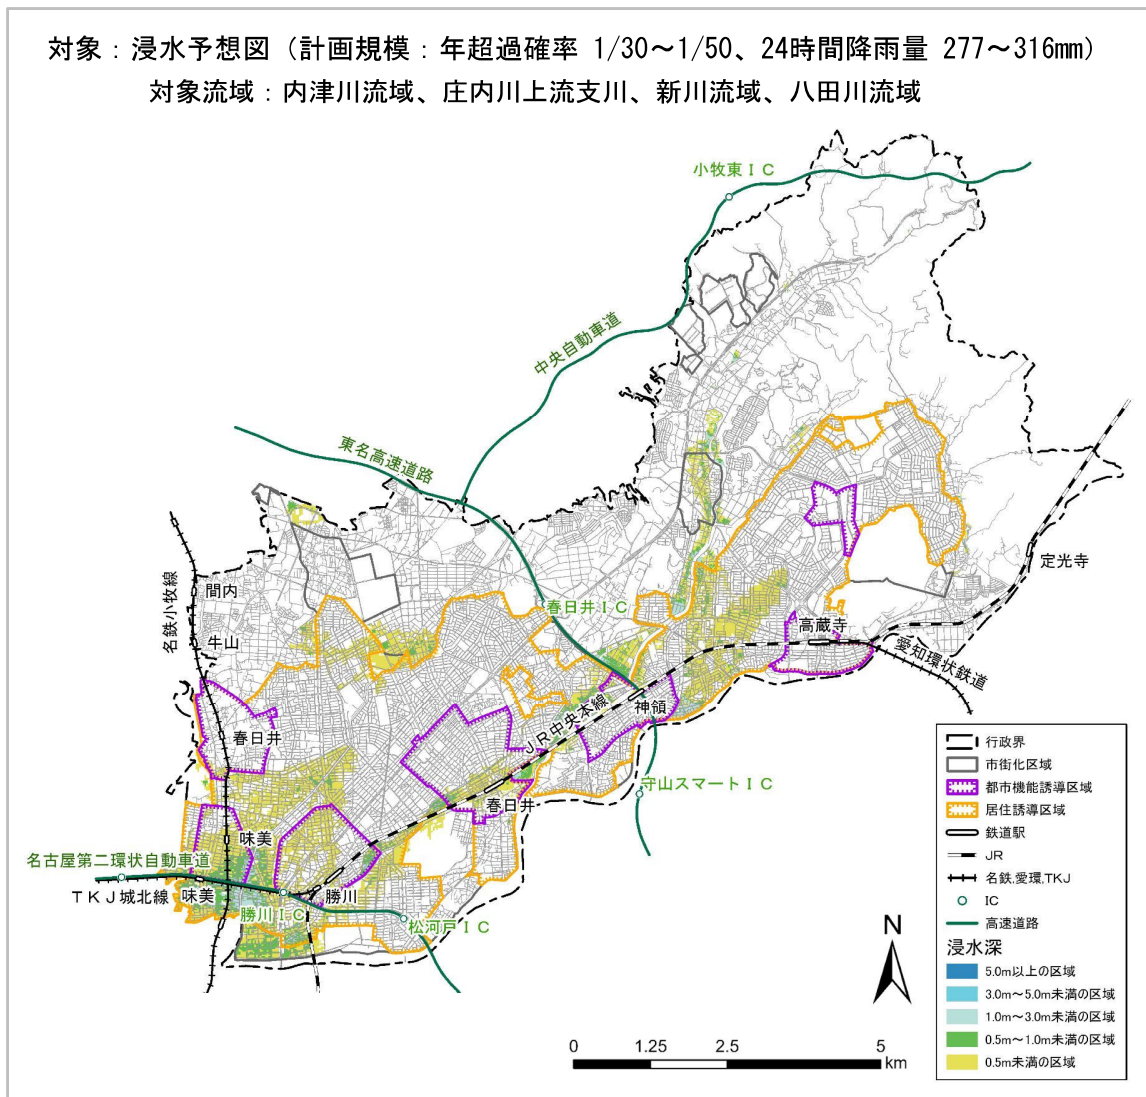 対象：浸水予想図（計画規模：年超過確率 1/30～1/50、24時間降雨量 277～316mm）
対象流域：内津川流域、庄内川上流支川、新川流域、八田川流域
小牧東ＩＣ
中央自動車道
東名高速道路
定光寺
名鉄小牧線
間内
春日井ＩＣ
牛山
高蔵寺
愛知環状鉄道
神領
JR中央本線
春日井
守山スマートＩＣ
春日井
味美
名古屋第二環状自動車道
ＴＫＪ城北線
味美
勝川
勝川ＩＣ
松河戸ＩＣ
N
0 1.25 2.5 5
km
行政界
市街化区域
都市機能誘導区域
居住誘導区域
鉄道駅
JR
名鉄,愛環,TKJ
IC
高速道路
浸水深
5.0m以上の区域
3.0m～5.0m未満の区域
1.0m～3.0m未満の区域
0.5m～1.0m未満の区域
0.5m未満の区域